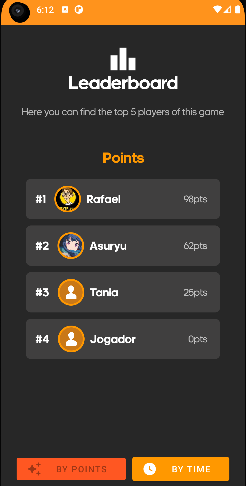 6:12
Leaderboard
Here you can find the top 5 players of this game
Points
#1 Rafael 98pts
#2 Asuryu 62pts
#3 Tania 25pts
#4 Jogador 0pts
BY POINTS BY TIME